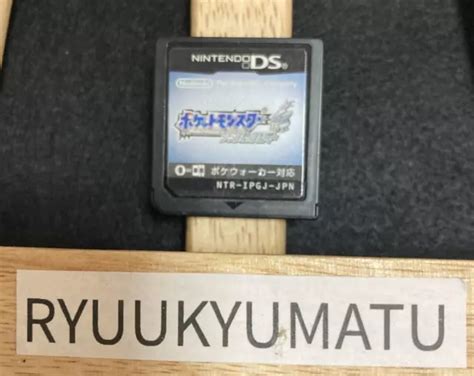 NINTENDO DS
Nintendo
ポケットモンスター
ポケウォーカー対応
NTR-IPGJ-JPN
RYUUKYUMATU